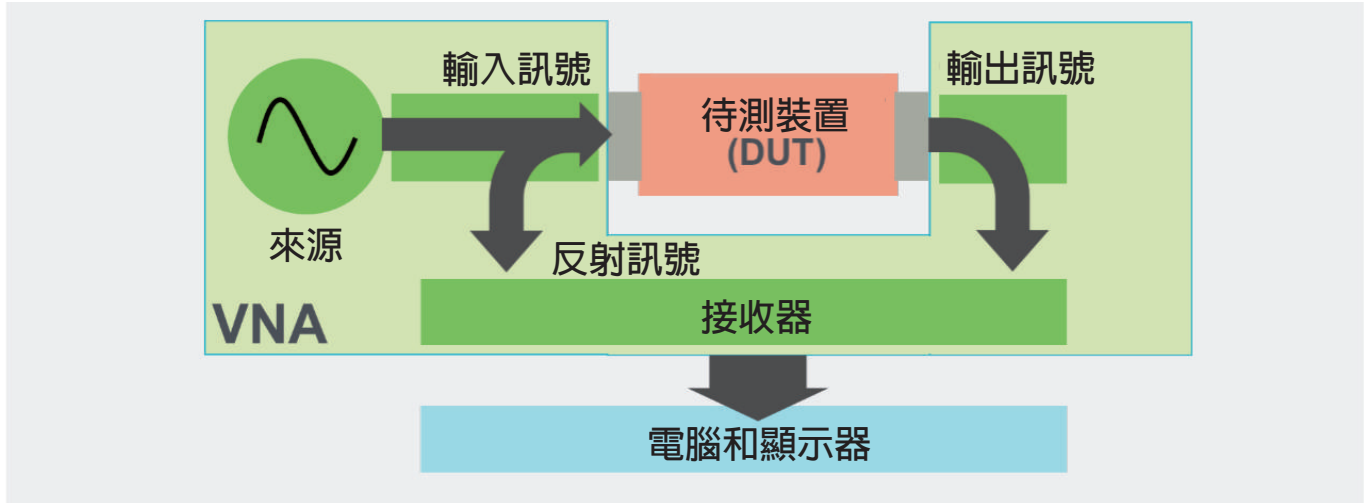 輸入訊號
輸出訊號
待測裝置
(DUT)
來源
反射訊號
VNA
接收器
電腦和顯示器